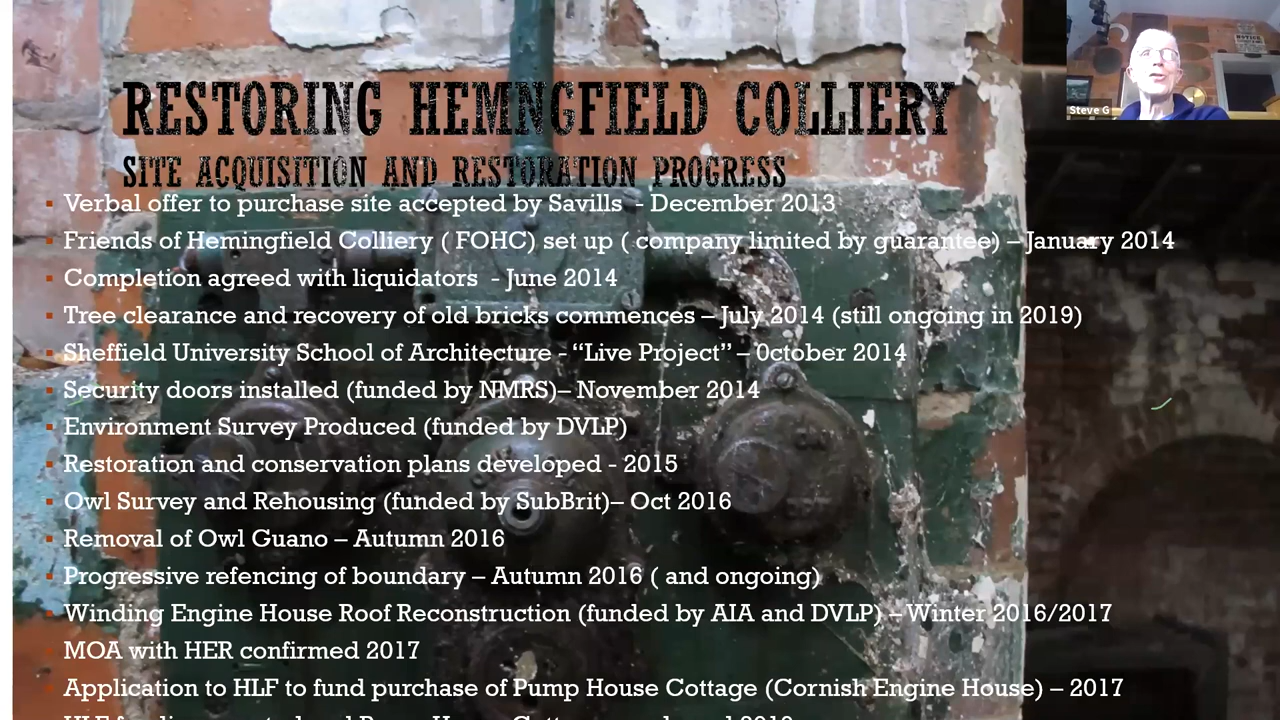 RESTORING HEMNGFIELD COLLIERY
SITE ACQUISITION AND RESTORATION PROGRESS
Verbal offer to purchase site accepted by Savills - December 2013
Friends of Hemingfield Colliery ( FOHC) set up ( company limited by guarantee) – January 2014
Completion agreed with liquidators - June 2014
Tree clearance and recovery of old bricks commences – July 2014 (still ongoing in 2019)
Sheffield University School of Architecture - “Live Project” – 0ctober 2014
Security doors installed (funded by NMRS)– November 2014
Environment Survey Produced (funded by DVLP)
Restoration and conservation plans developed - 2015
Owl Survey and Rehousing (funded by SubBrit)– Oct 2016
Removal of Owl Guano – Autumn 2016
Progressive refencing of boundary – Autumn 2016 ( and ongoing)
Winding Engine House Roof Reconstruction (funded by AIA and DVLP) – Winter 2016/2017
MOA with HER confirmed 2017
Application to HLF to fund purchase of Pump House Cottage (Cornish Engine House) – 2017
Steve G
NOTICE